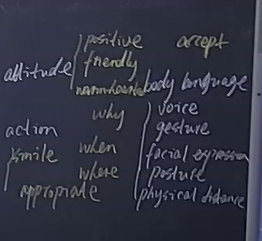 positive
accept
attitude
friendly
warmhearted
body language
why
voice
gesture
action
smile
when
facial expression
where
posture
appropriate
physical distance